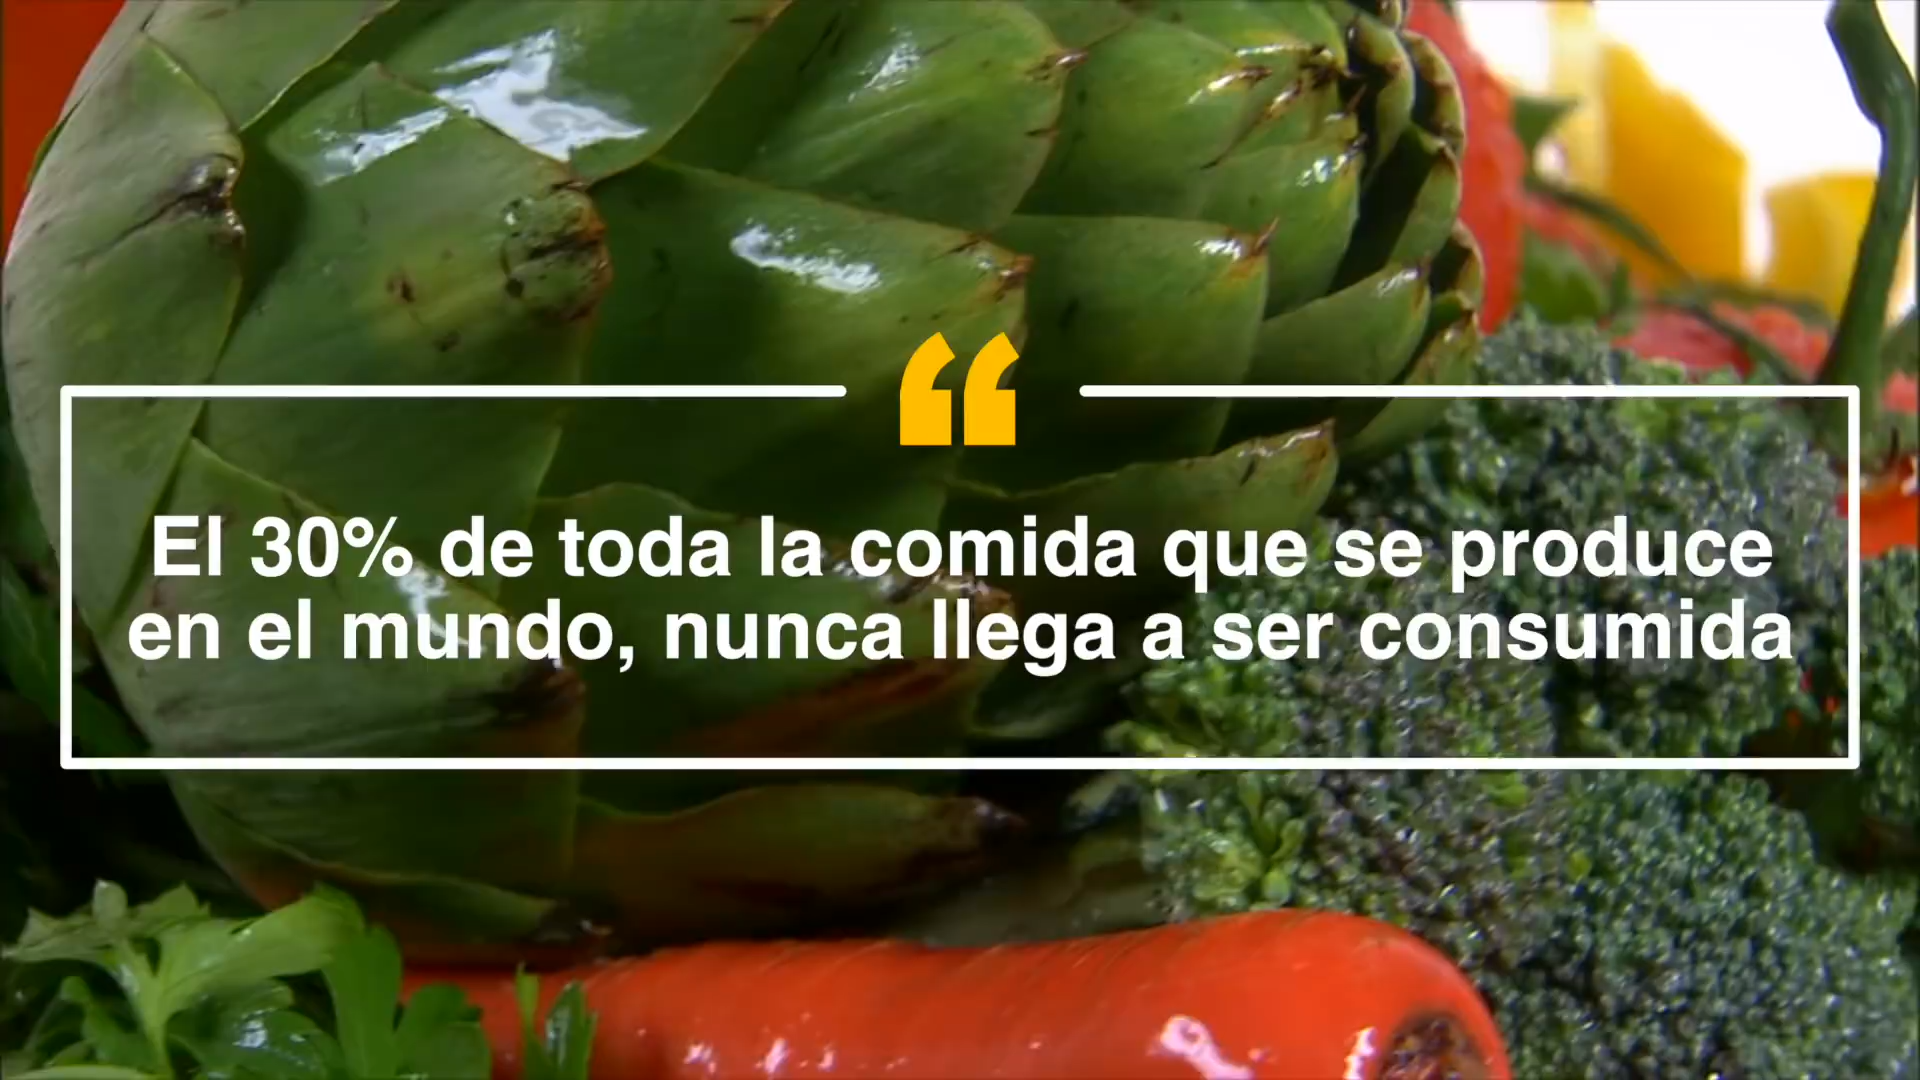 “
El 30% de toda la comida que se produce
en el mundo, nunca llega a ser consumida